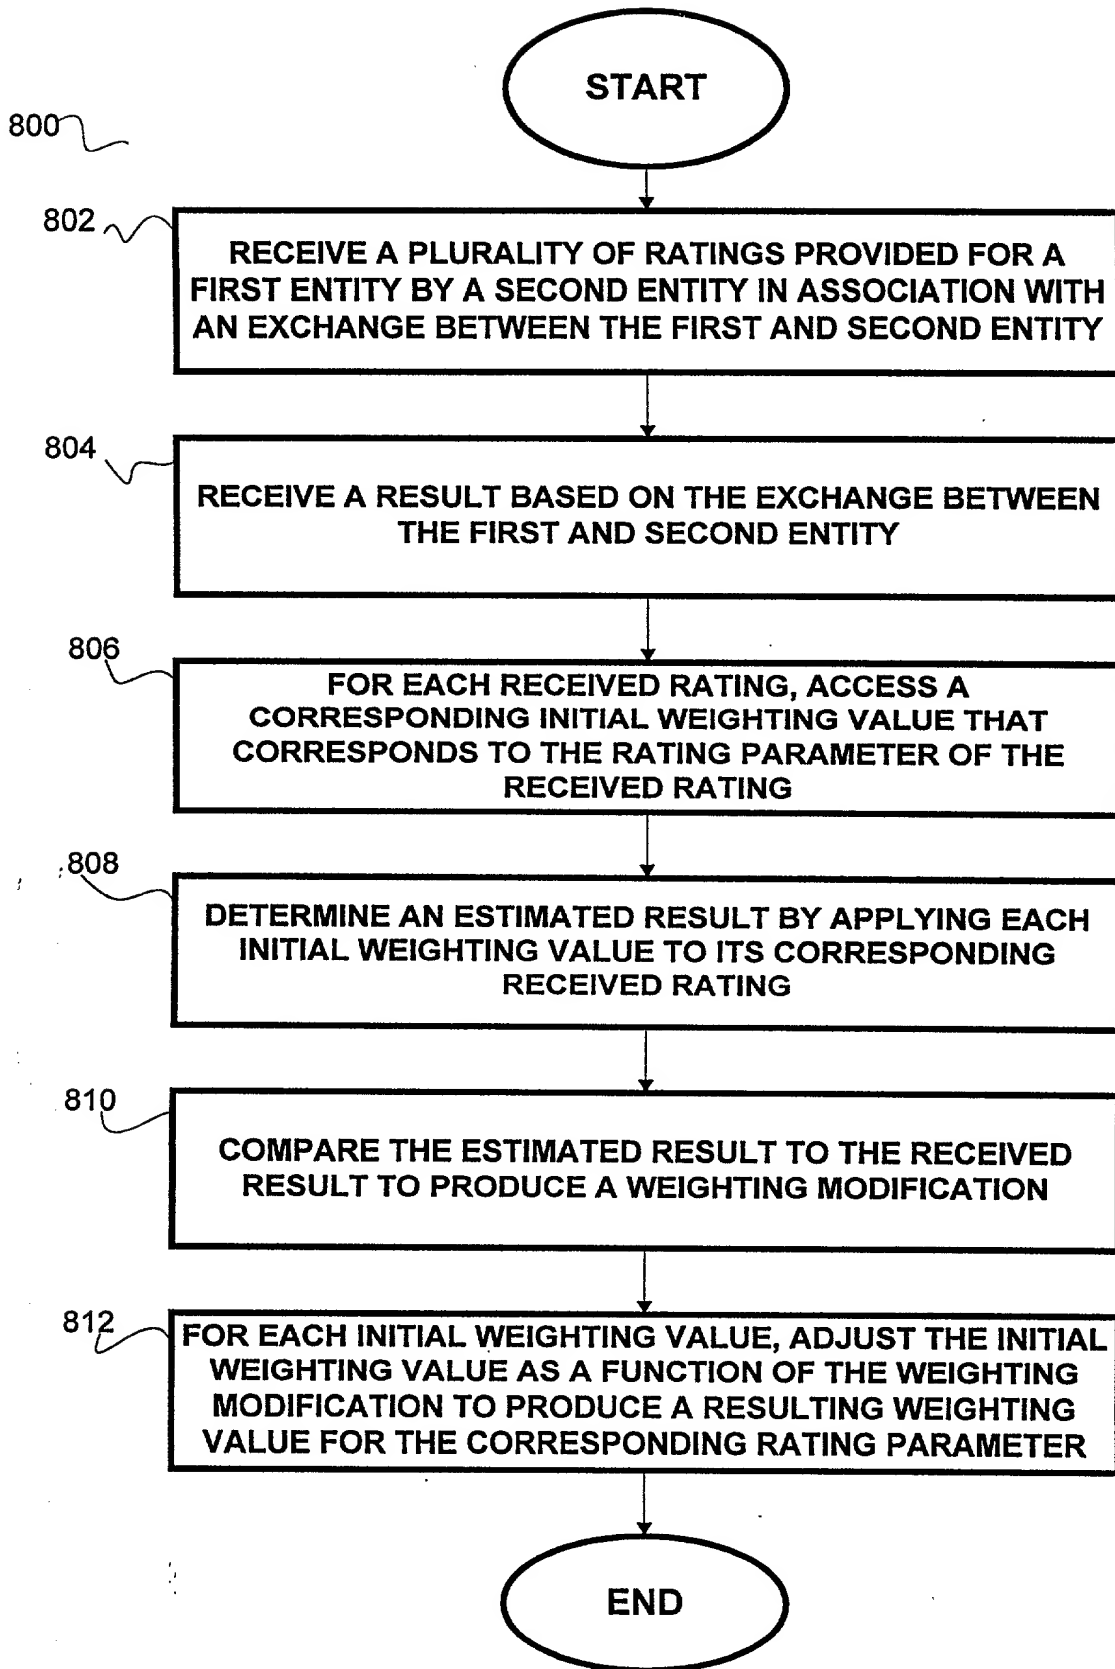 START
800
802
RECEIVE A PLURALITY OF RATINGS PROVIDED FOR A
FIRST ENTITY BY A SECOND ENTITY IN ASSOCIATION WITH
AN EXCHANGE BETWEEN THE FIRST AND SECOND ENTITY
804
RECEIVE A RESULT BASED ON THE EXCHANGE BETWEEN
THE FIRST AND SECOND ENTITY
806
FOR EACH RECEIVED RATING, ACCESS A
CORRESPONDING INITIAL WEIGHTING VALUE THAT
CORRESPONDS TO THE RATING PARAMETER OF THE
RECEIVED RATING
808
DETERMINE AN ESTIMATED RESULT BY APPLYING EACH
INITIAL WEIGHTING VALUE TO ITS CORRESPONDING
RECEIVED RATING
810
COMPARE THE ESTIMATED RESULT TO THE RECEIVED
RESULT TO PRODUCE A WEIGHTING MODIFICATION
812
FOR EACH INITIAL WEIGHTING VALUE, ADJUST THE INITIAL
WEIGHTING VALUE AS A FUNCTION OF THE WEIGHTING
MODIFICATION TO PRODUCE A RESULTING WEIGHTING
VALUE FOR THE CORRESPONDING RATING PARAMETER
END